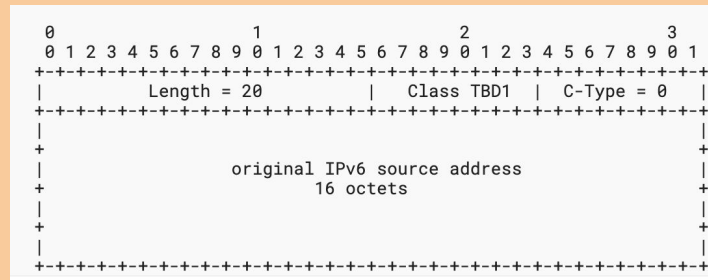 0                   1                   2                   3
0 1 2 3 4 5 6 7 8 9 0 1 2 3 4 5 6 7 8 9 0 1 2 3 4 5 6 7 8 9 0 1
+-+-+-+-+-+-+-+-+-+-+-+-+-+-+-+-+-+-+-+-+-+-+-+-+-+-+-+-+-+-+-+-+
|          Length = 20          |   Class TBD1  |  C-Type = 0   |
+-+-+-+-+-+-+-+-+-+-+-+-+-+-+-+-+-+-+-+-+-+-+-+-+-+-+-+-+-+-+-+-+
|                                                               |
+                                                               +
|                  original IPv6 source address                 |
+                          16 octets                            +
|                                                               |
+                                                               +
|                                                               |
+-+-+-+-+-+-+-+-+-+-+-+-+-+-+-+-+-+-+-+-+-+-+-+-+-+-+-+-+-+-+-+-+